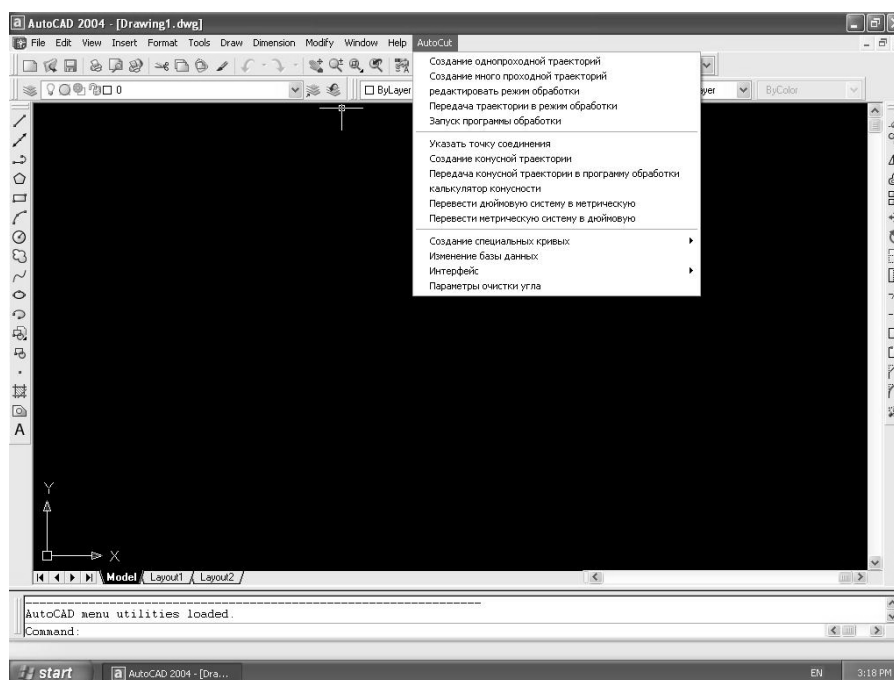 AutoCAD 2004 - [Drawing1.dwg]
File Edit View Insert Format Tools Draw Dimension Modify Window Help AutoCut
0 ByLayer yer ByColor
Создание однопроходной траекторий
Создание много проходной траекторий
редактировать режим обработки
Передача траектории в режим обработки
Запуск программы обработки
Указать точку соединения
Создание конусной траектории
Передача конусной траектории в программу обработки
калькулятор конусности
Перевести дюймовую систему в метрическую
Перевести метрическую систему в дюймовую
Создание специальных кривых
Изменение базы данных
Интерфейс
Параметры очистки угла
A
Y
X
Model Layout1 Layout2
AutoCAD menu utilities loaded.
Command:
start AutoCAD 2004 - [Dra... EN 3:18 PM